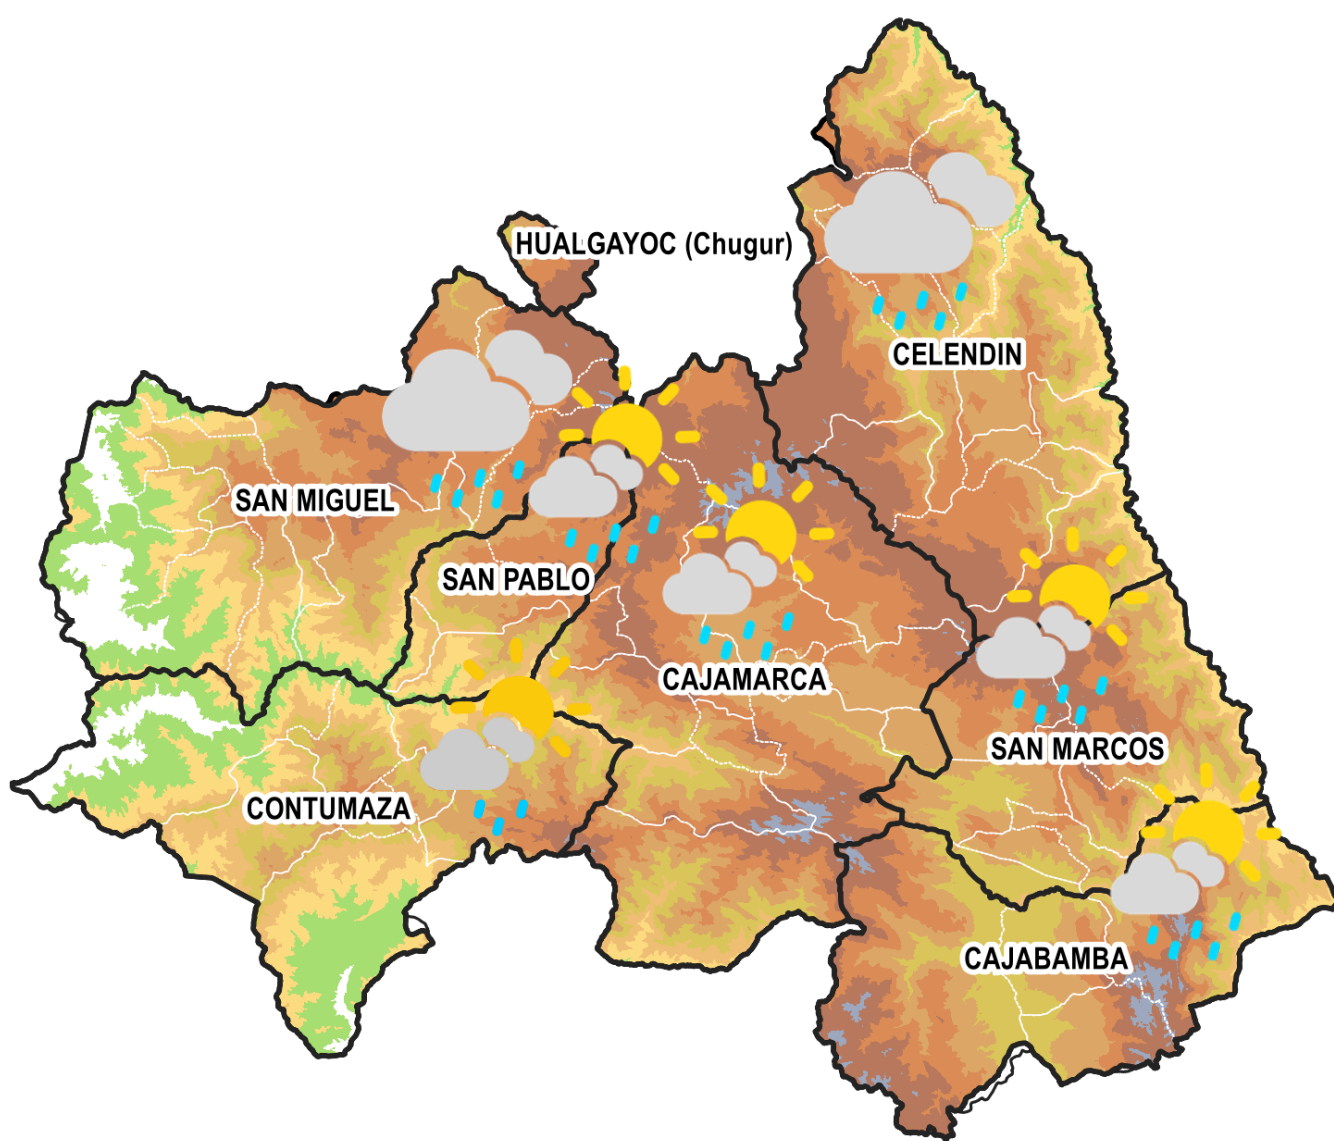 HUALGAYOC (Chugur)
CELENDIN
SAN MIGUEL
SAN PABLO
CAJAMARCA
SAN MARCOS
CONTUMAZA
CAJABAMBA